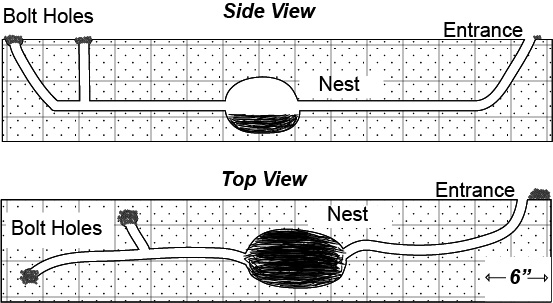 Side View
Bolt Holes
Entrance
Nest
Top View
Entrance
Nest
Bolt Holes
6”